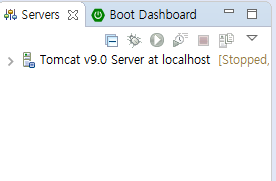 Servers Boot Dashboard
Tomcat v9.0 Server at localhost [Stopped,